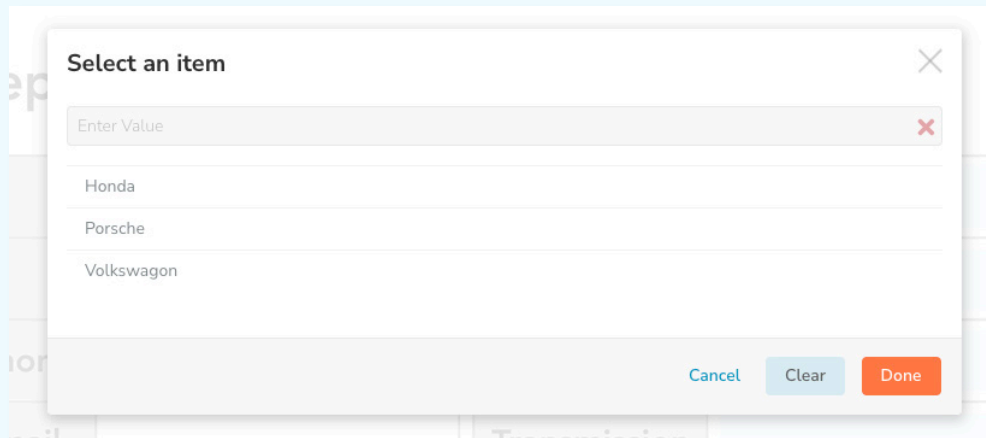 Select an item
Enter Value
Honda
Porsche
Volkswagon
Cancel
Clear
Done